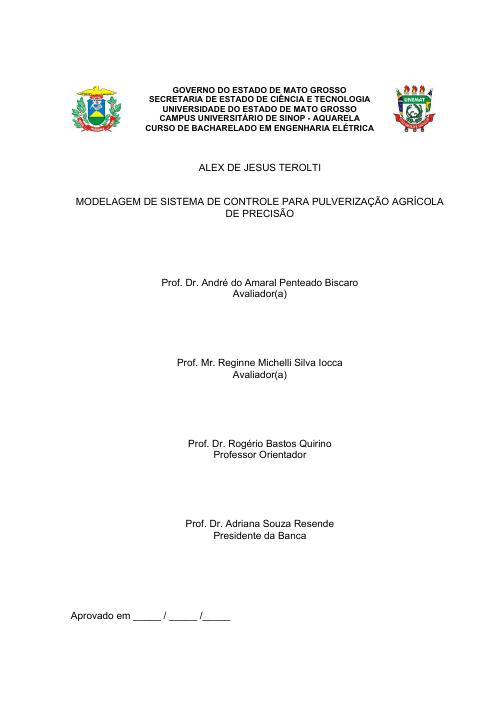 GOVERNO DO ESTADO DE MATO GROSSO
SECRETARIA DE ESTADO DE CIÊNCIA E TECNOLOGIA
UNIVERSIDADE DO ESTADO DE MATO GROSSO
CAMPUS UNIVERSITÁRIO DE SINOP - AQUARELA
CURSO DE BACHARELADO EM ENGENHARIA ELÉTRICA
UNEMAT
ALEX DE JESUS TEROLTI
MODELAGEM DE SISTEMA DE CONTROLE PARA PULVERIZAÇÃO AGRÍCOLA
DE PRECISÃO
Prof. Dr. André do Amaral Penteado Biscaro
Avaliador(a)
Prof. Mr. Reginne Michelli Silva Iocca
Avaliador(a)
Prof. Dr. Rogério Bastos Quirino
Professor Orientador
Prof. Dr. Adriana Souza Resende
Presidente da Banca
Aprovado em _____ / _____ /_____